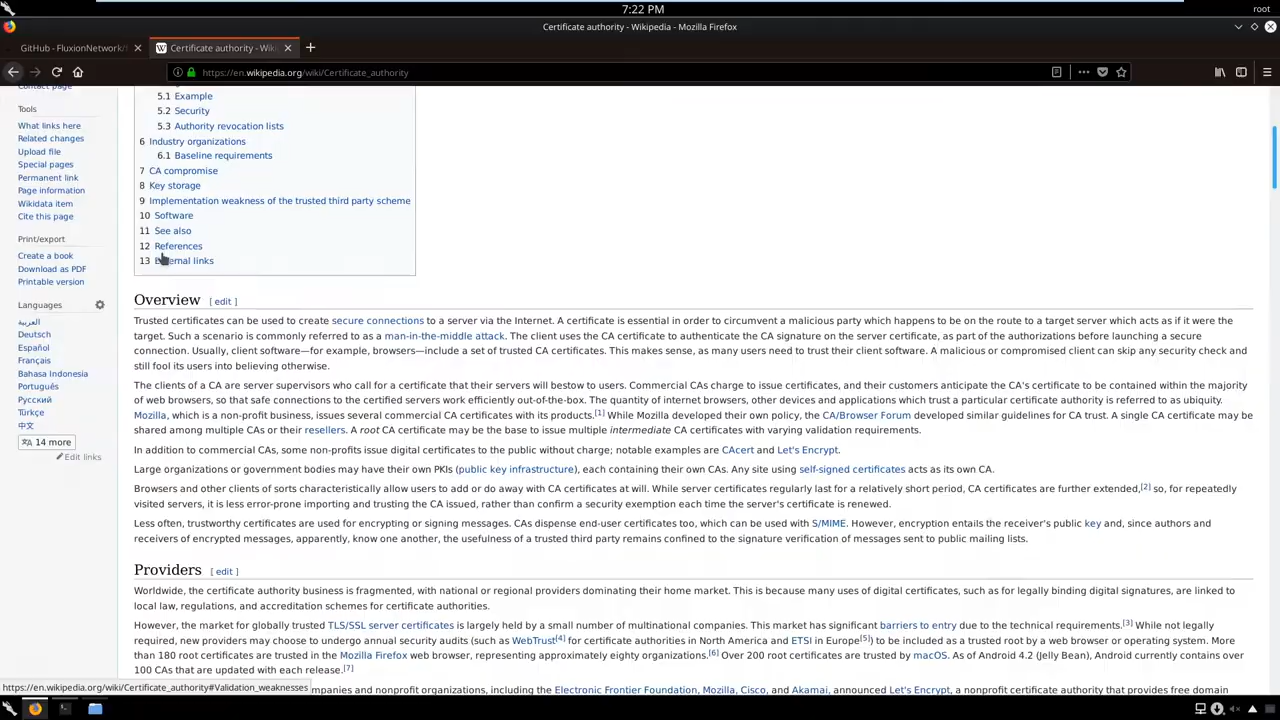 7:22 PM
root
Certificate authority - Wikipedia - Mozilla Firefox
GitHub - FluxionNetwork/
Certificate authority - Wiki
https://en.wikipedia.org/wiki/Certificate_authority
Contact page
Tools
What links here
Related changes
Upload file
Special pages
Permanent link
Page information
Wikidata item
Cite this page
Print/export
Create a book
Download as PDF
Printable version
Languages
العربية
Deutsch
Español
Français
Bahasa Indonesia
Português
Русский
Türkçe
中文
14 more
Edit links
5.1 Example
5.2 Security
5.3 Authority revocation lists
6 Industry organizations
6.1 Baseline requirements
7 CA compromise
8 Key storage
9 Implementation weakness of the trusted third party scheme
10 Software
11 See also
12 References
13 External links
Overview [ edit ]
Trusted certificates can be used to create secure connections to a server via the Internet. A certificate is essential in order to circumvent a malicious party which happens to be on the route to a target server which acts as if it were the
target. Such a scenario is commonly referred to as a man-in-the-middle attack. The client uses the CA certificate to authenticate the CA signature on the server certificate, as part of the authorizations before launching a secure
connection. Usually, client software—for example, browsers—include a set of trusted CA certificates. This makes sense, as many users need to trust their client software. A malicious or compromised client can skip any security check and
still fool its users into believing otherwise.
The clients of a CA are server supervisors who call for a certificate that their servers will bestow to users. Commercial CAs charge to issue certificates, and their customers anticipate the CA's certificate to be contained within the majority
of web browsers, so that safe connections to the certified servers work efficiently out-of-the-box. The quantity of internet browsers, other devices and applications which trust a particular certificate authority is referred to as ubiquity.
Mozilla, which is a non-profit business, issues several commercial CA certificates with its products.[1] While Mozilla developed their own policy, the CA/Browser Forum developed similar guidelines for CA trust. A single CA certificate may be
shared among multiple CAs or their resellers. A root CA certificate may be the base to issue multiple intermediate CA certificates with varying validation requirements.
In addition to commercial CAs, some non-profits issue digital certificates to the public without charge; notable examples are CAcert and Let's Encrypt.
Large organizations or government bodies may have their own PKIs (public key infrastructure), each containing their own CAs. Any site using self-signed certificates acts as its own CA.
Browsers and other clients of sorts characteristically allow users to add or do away with CA certificates at will. While server certificates regularly last for a relatively short period, CA certificates are further extended,[2] so, for repeatedly
visited servers, it is less error-prone importing and trusting the CA issued, rather than confirm a security exemption each time the server's certificate is renewed.
Less often, trustworthy certificates are used for encrypting or signing messages. CAs dispense end-user certificates too, which can be used with S/MIME. However, encryption entails the receiver's public key and, since authors and
receivers of encrypted messages, apparently, know one another, the usefulness of a trusted third party remains confined to the signature verification of messages sent to public mailing lists.
Providers [ edit ]
Worldwide, the certificate authority business is fragmented, with national or regional providers dominating their home market. This is because many uses of digital certificates, such as for legally binding digital signatures, are linked to
local law, regulations, and accreditation schemes for certificate authorities.
However, the market for globally trusted TLS/SSL server certificates is largely held by a small number of multinational companies. This market has significant barriers to entry due to the technical requirements.[3] While not legally
required, new providers may choose to undergo annual security audits (such as WebTrust[4] for certificate authorities in North America and ETSI in Europe[5]) to be included as a trusted root by a web browser or operating system. More
than 180 root certificates are trusted in the Mozilla Firefox web browser, representing approximately eighty organizations.[6] Over 200 root certificates are trusted by macOS. As of Android 4.2 (Jelly Bean), Android currently contains over
100 CAs that are updated with each release.[7]
companies and nonprofit organizations, including the Electronic Frontier Foundation, Mozilla, Cisco, and Akamai, announced Let's Encrypt, a nonprofit certificate authority that provides free domain
https://en.wikipedia.org/wiki/Certificate_authority#Validation_weaknesses